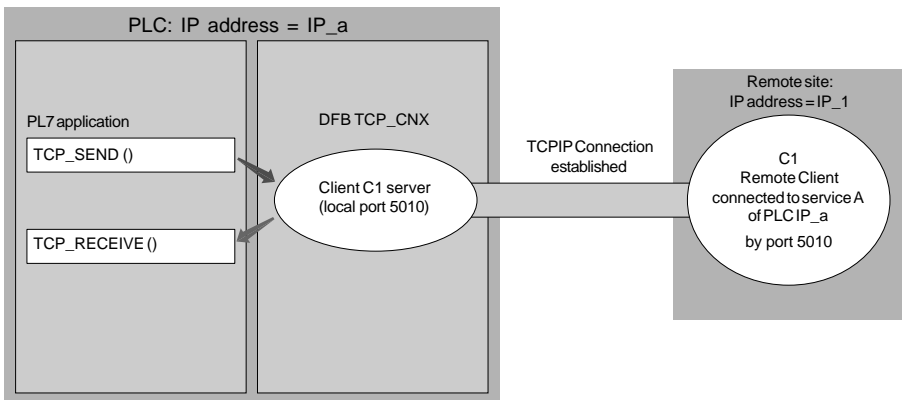 PLC: IP address = IP_a
PL7 application
TCP_SEND ()
TCP_RECEIVE ()
DFB TCP_CNX
Client C1 server
(local port 5010)
TCPIP Connection
established
Remote site:
IP address = IP_1
C1
Remote Client
connected to service A
of PLC IP_a
by port 5010